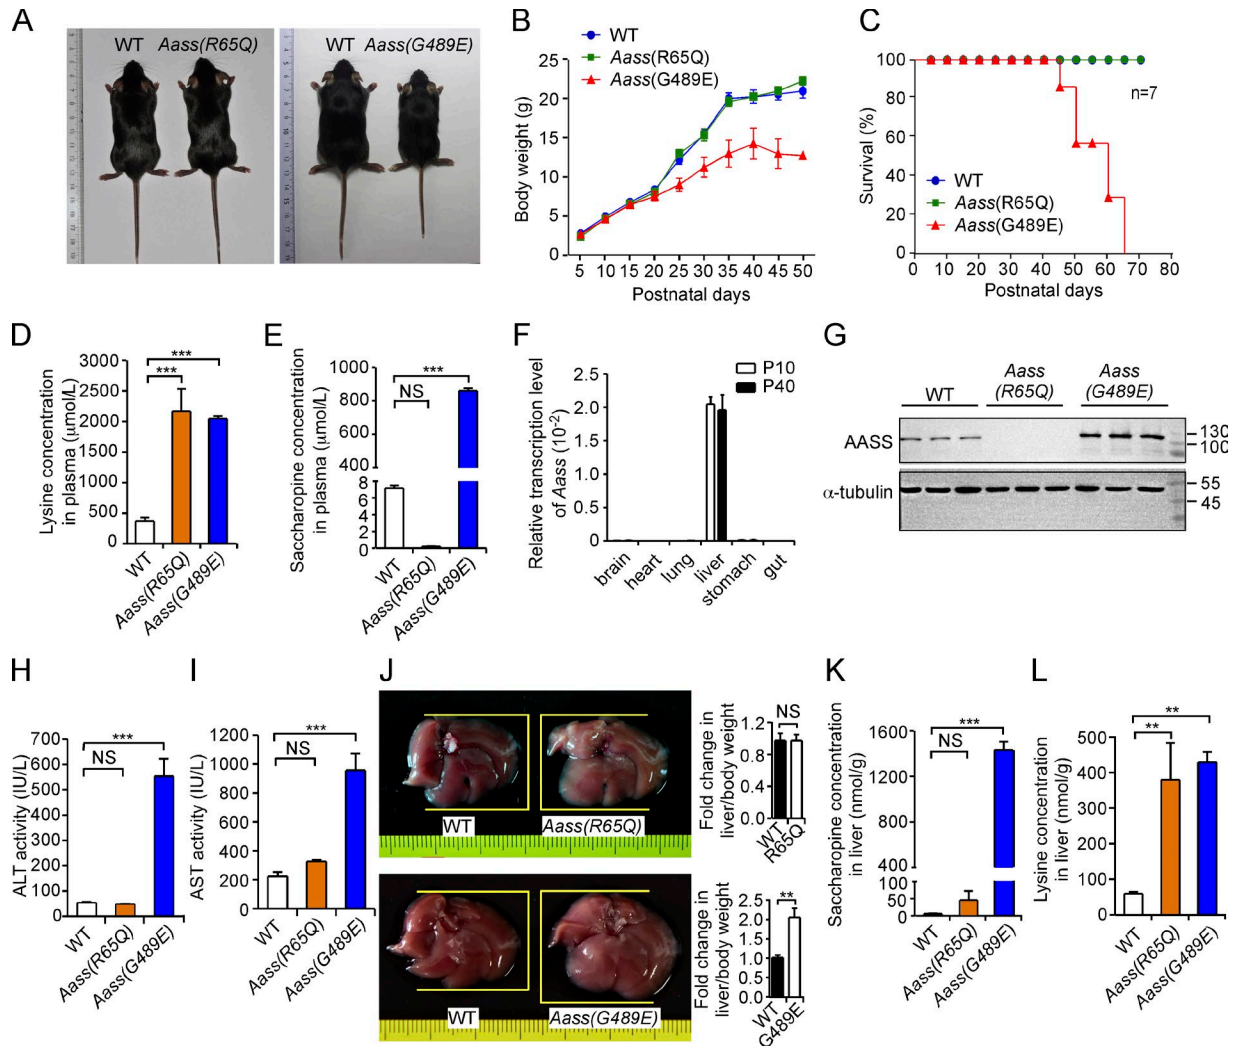 A
WT Aass(R65Q)
WT Aass(G489E)
B
WT
Aass(R65Q)
Aass(G489E)
Body weight (g)
25
20
15
10
5
0
5 10 15 20 25 30 35 40 45 50
Postnatal days
C
Survival (%)
100
80
60
40
20
0
n=7
WT
Aass(R65Q)
Aass(G489E)
0 10 20 30 40 50 60 70 80
Postnatal days
D
Lysine concentration
in plasma (μmol/L)
3000
2500
2000
1500
1000
500
0
***
***
WT
Aass(R65Q)
Aass(G489E)
E
Saccharopine concentration
in plasma (μmol/L)
1000
800
600
400
8
6
4
2
0
***
NS
WT
Aass(R65Q)
Aass(G489E)
F
Relative transcription level
of Aass (10-2)
2.5
2.0
1.5
1.0
0.5
0
P10
P40
brain
heart
lung
liver
stomach
gut
G
WT
Aass
(R65Q)
Aass
(G489E)
AASS
130
100
α-tubulin
55
45
H
ALT activity (IU/L)
700
600
500
400
300
200
100
0
***
NS
WT
Aass(R65Q)
Aass(G489E)
I
AST activity (IU/L)
1200
1000
800
600
400
200
0
***
NS
WT
Aass(R65Q)
Aass(G489E)
J
WT
Aass(R65Q)
Fold change in
liver/body weight
1.2
0.9
0.6
0.3
0.0
NS
WT
R65Q
WT
Aass(G489E)
Fold change in
liver/body weight
2.5
2.0
1.5
1.0
0.5
0.0
**
WT
G489E
K
Saccharopine concentration
in liver (nmol/g)
1600
1200
800
400
100
50
0
***
NS
WT
Aass(R65Q)
Aass(G489E)
L
Lysine concentration
in liver (nmol/g)
500
400
300
200
100
0
**
**
WT
Aass(R65Q)
Aass(G489E)